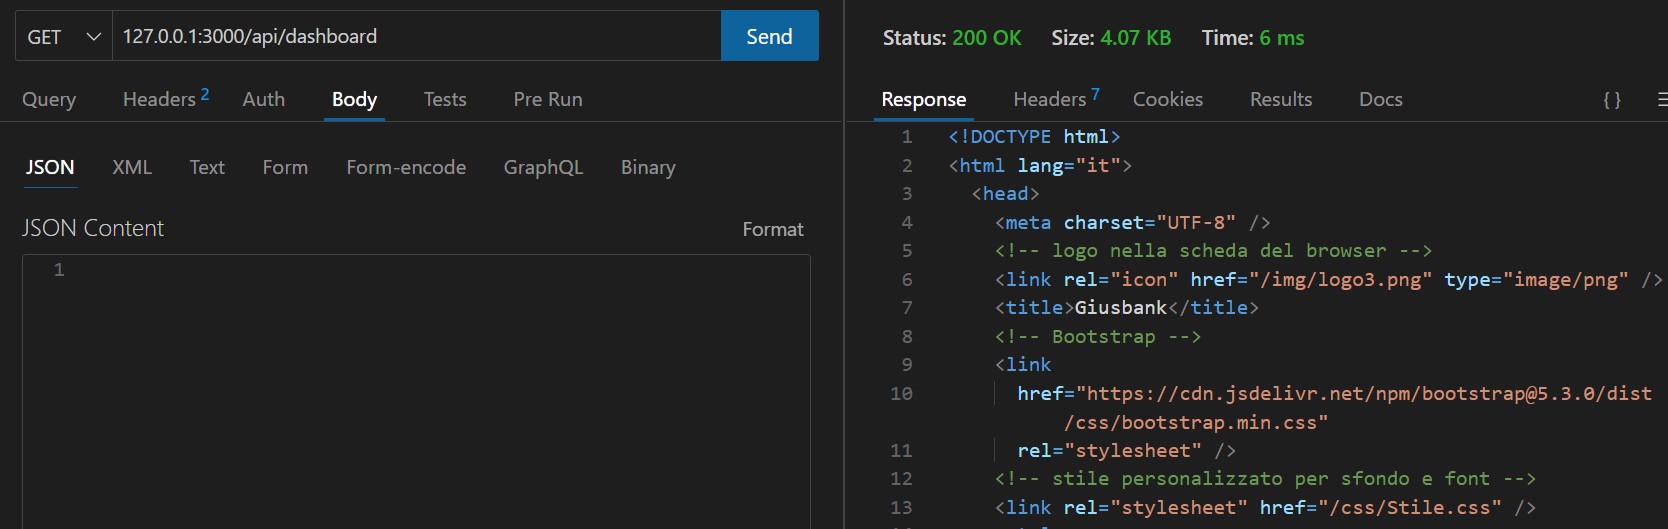 GET 127.0.0.1:3000/api/dashboard Send
Query Headers 2 Auth Body Tests Pre Run
JSON XML Text Form Form-encode GraphQL Binary
JSON Content Format
1
Status: 200 OK Size: 4.07 KB Time: 6 ms
Response Headers 7 Cookies Results Docs { }
1 <!DOCTYPE html>
2 <html lang="it">
3 <head>
4 <meta charset="UTF-8" />
5 <!-- logo nella scheda del browser -->
6 <link rel="icon" href="/img/logo3.png" type="image/png" />
7 <title>Giusbank</title>
8 <!-- Bootstrap -->
9 <link
10 href="https://cdn.jsdelivr.net/npm/bootstrap@5.3.0/dist
/css/bootstrap.min.css"
11 rel="stylesheet" />
12 <!-- stile personalizzato per sfondo e font -->
13 <link rel="stylesheet" href="/css/Stile.css" />